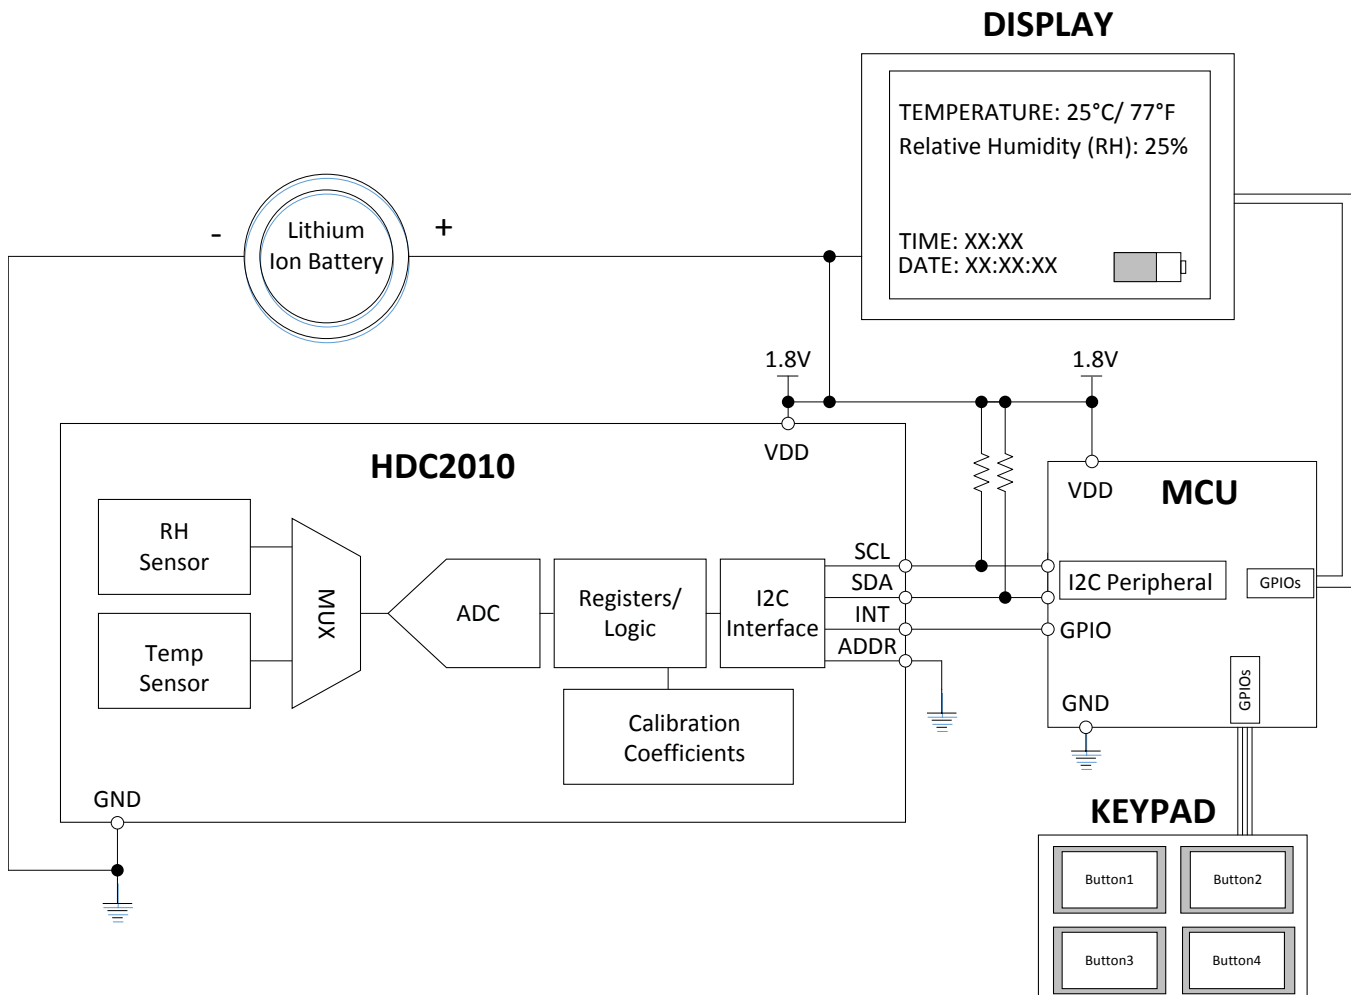 DISPLAY
TEMPERATURE: 25°C/ 77°F
Relative Humidity (RH): 25%
TIME: XX:XX
DATE: XX:XX:XX
-
Lithium
Ion Battery
+
1.8V
1.8V
VDD
HDC2010
RH
Sensor
Temp
Sensor
MUX
ADC
Registers/
Logic
I2C
Interface
Calibration
Coefficients
SCL
SDA
INT
ADDR
GND
VDD
MCU
I2C Peripheral
GPIOs
GPIO
GPIOs
GND
KEYPAD
Button1
Button2
Button3
Button4